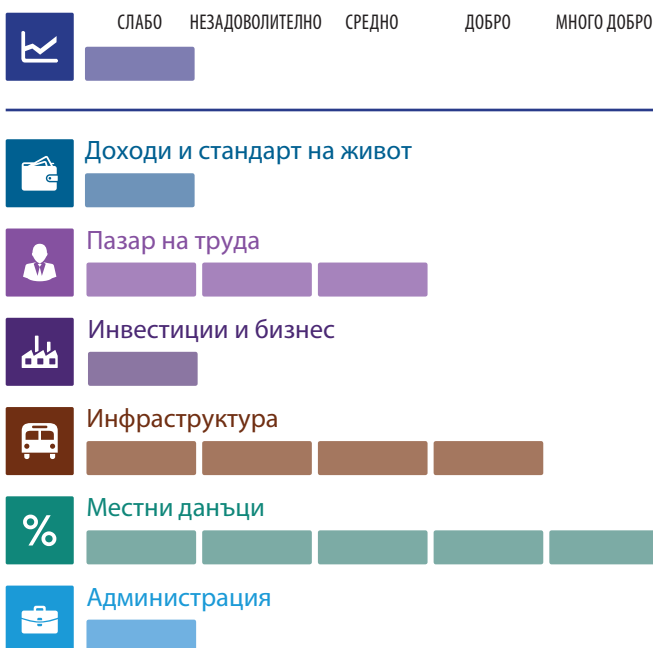 СЛАБО НЕЗАДОВОЛИТЕЛНО СРЕДНО ДОБРО МНОГО ДОБРО
Доходи и стандарт на живот
Пазар на труда
Инвестиции и бизнес
Инфраструктура
Местни данъци
%
Администрация